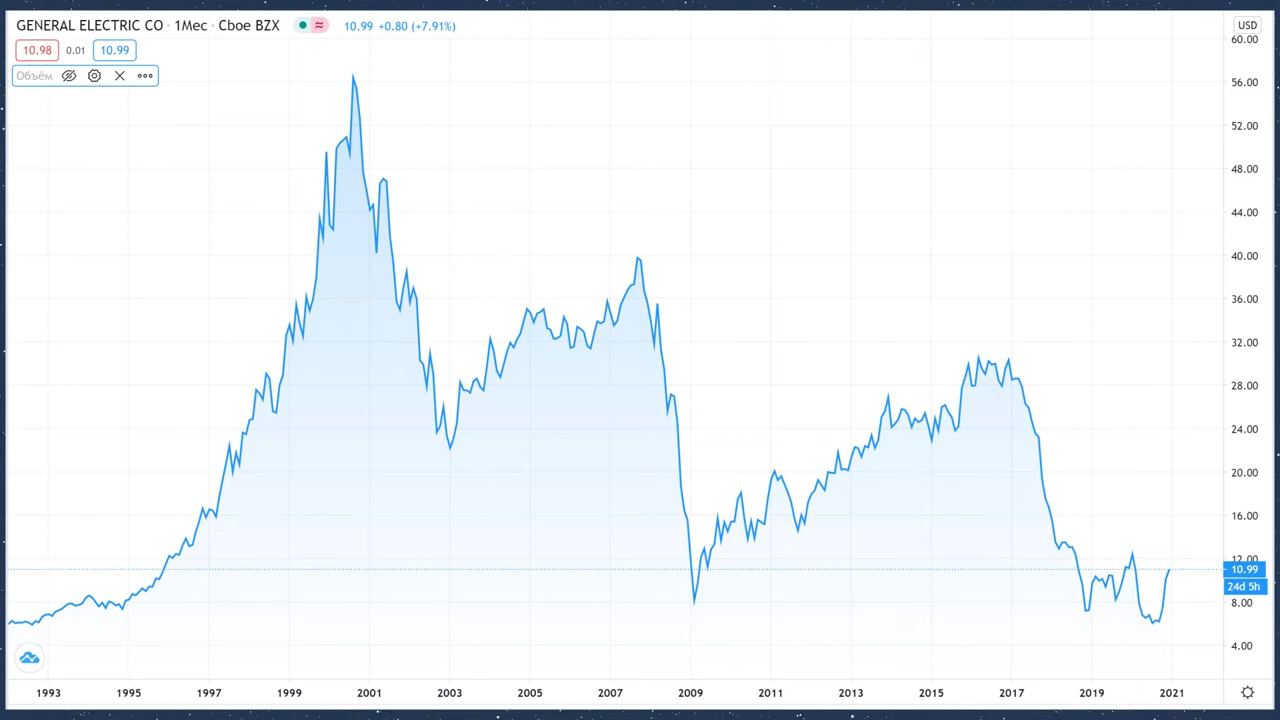 GENERAL ELECTRIC CO · 1Мес · Cboe BZX ≈ 10.99 +0.80 (+7.91%)
10.98 0.01 10.99
Объём
USD
60.00
56.00
52.00
48.00
44.00
40.00
36.00
32.00
28.00
24.00
20.00
16.00
12.00
10.99
24d 5h
8.00
4.00
1993 1995 1997 1999 2001 2003 2005 2007 2009 2011 2013 2015 2017 2019 2021